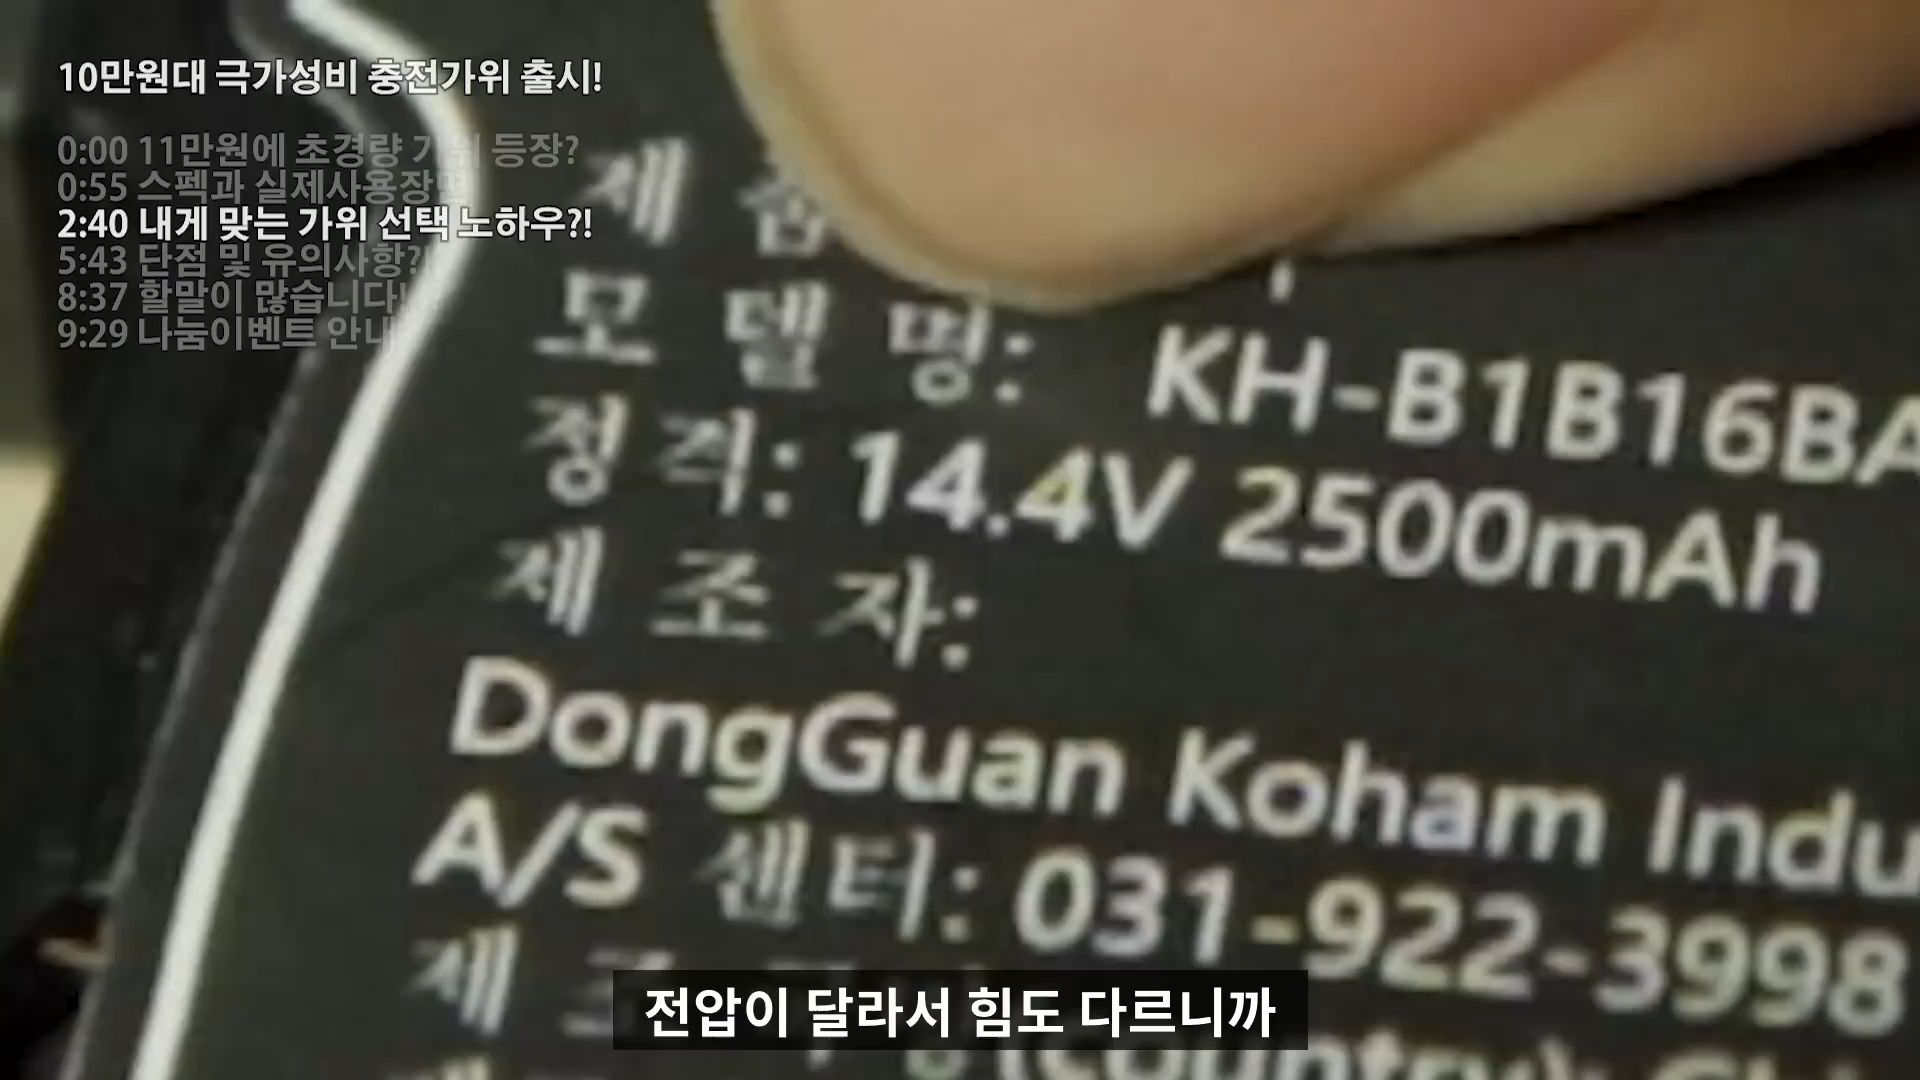 10만원대 극가성비 충전가위 출시!
0:00 11만원에 초경량 가위 등장?
0:55 스펙과 실제사용장면
2:40 내게 맞는 가위 선택 노하우?!
5:43 단점 및 유의사항?!
8:37 할말이 많습니다!
9:29 나눔이벤트 안내
제
모 델 명: KH-B1B16BA
정 격: 14.4V 2500mAh
제 조 자:
DongGuan Koham Indu
A/S 센터: 031-922-3998
제 조
(Country):
전압이 달라서 힘도 다르니까